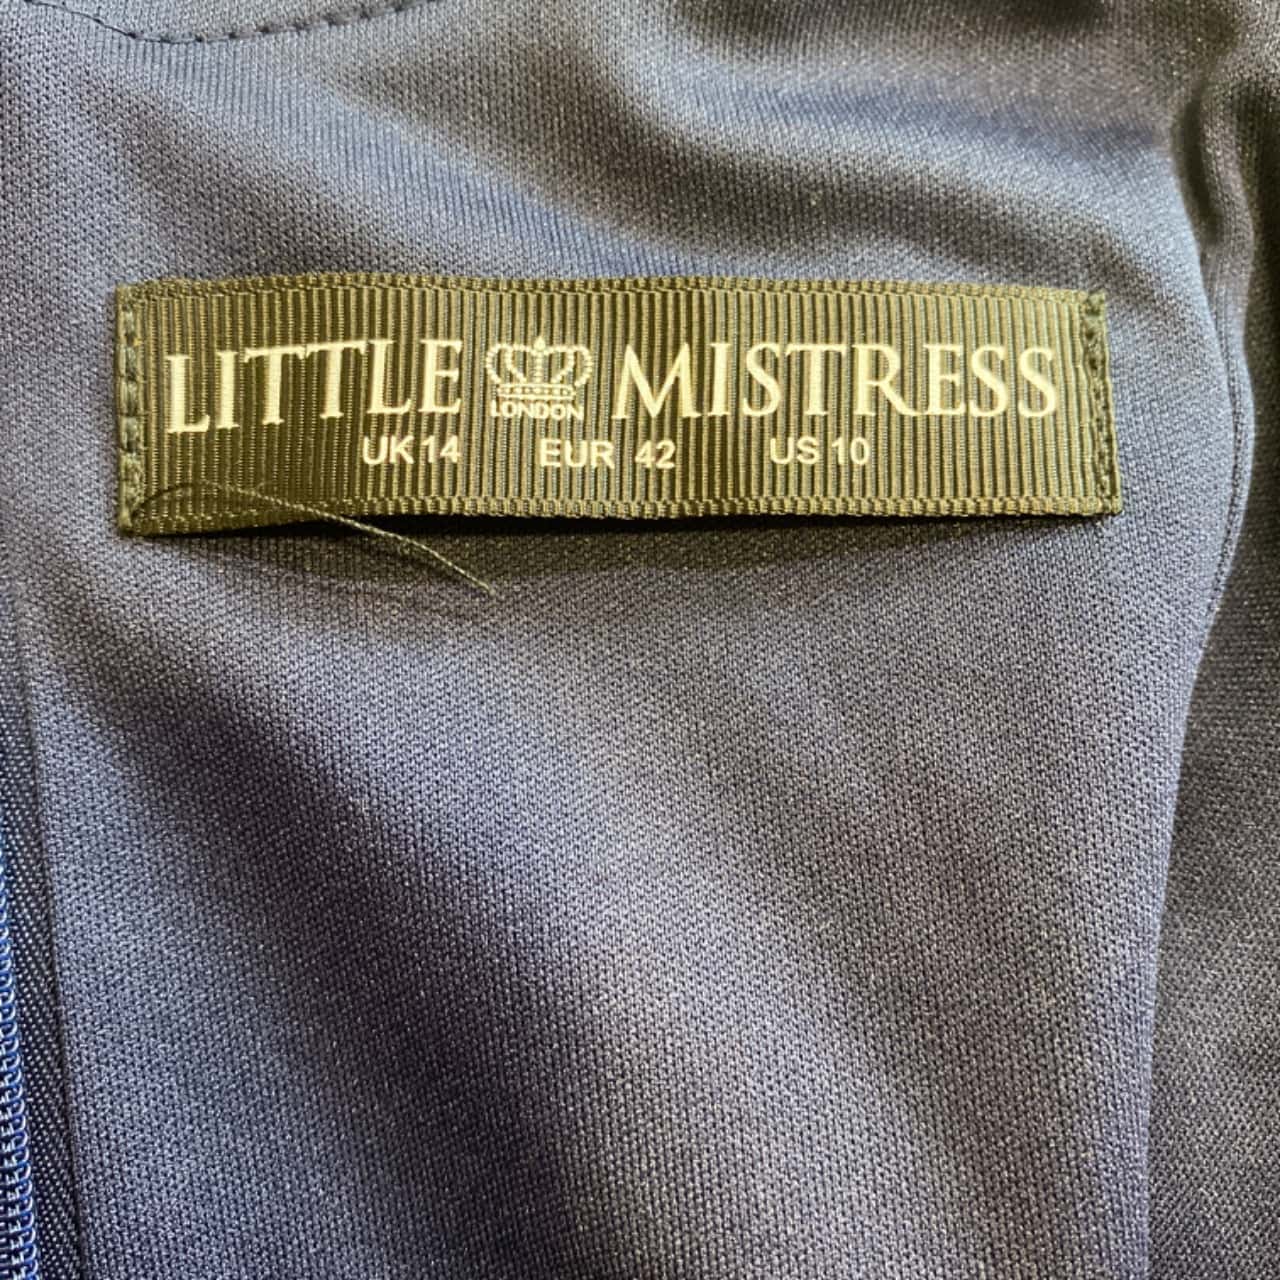 LITTLE LONDON MISTRESS
UK 14 EUR 42 US 10